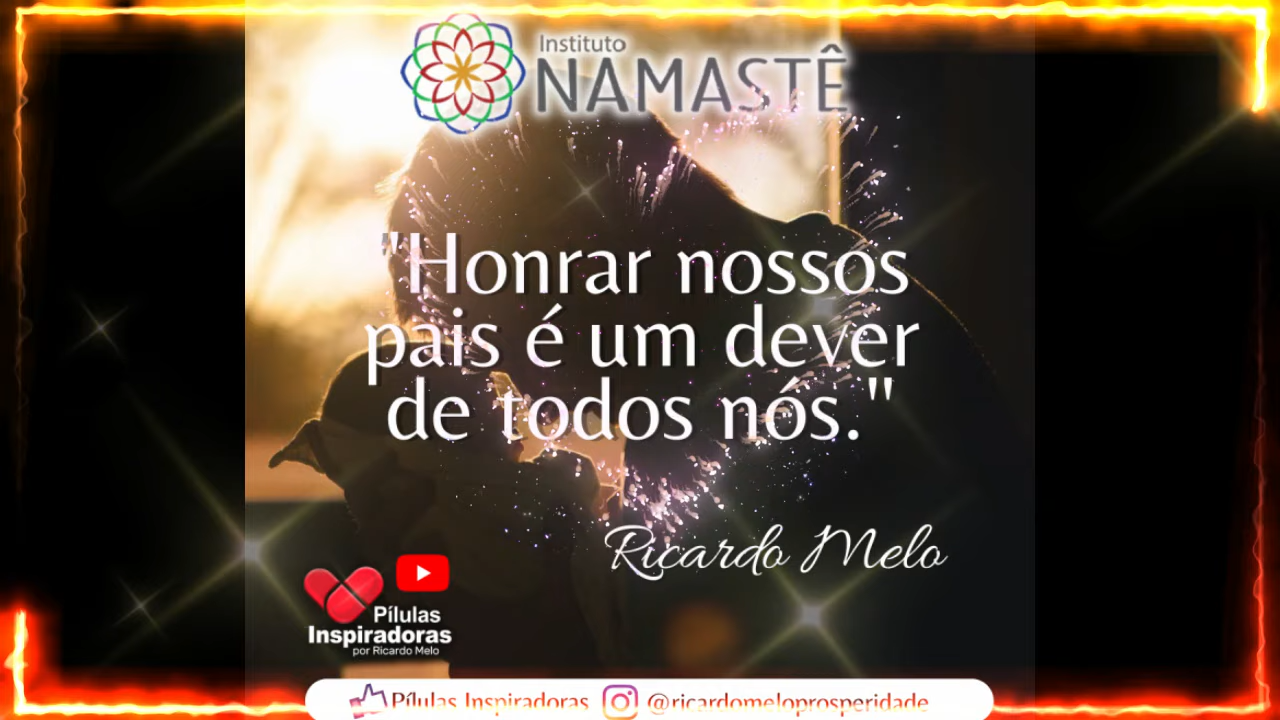 Instituto
NAMASTÊ
"Honrar nossos
pais é um dever
de todos nós."
Ricardo Melo
Pílulas
Inspiradoras
por Ricardo Melo
Pílulas Inspiradoras @ricardomeloprosperidade